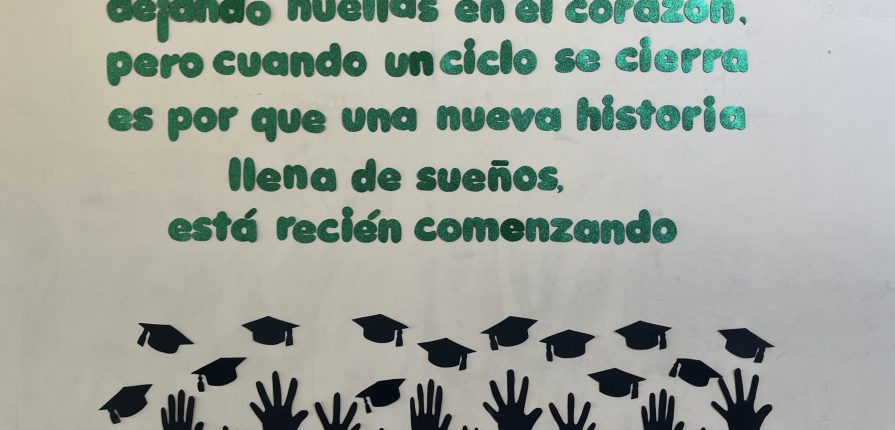 dejando huellas en el corazón,
pero cuando un ciclo se cierra
es por que una nueva historia
llena de sueños,
está recién comenzando